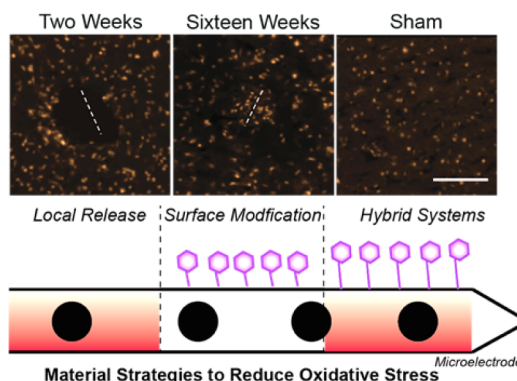 Two Weeks Sixteen Weeks Sham
Local Release Surface Modfication Hybrid Systems
Microelectrode
Material Strategies to Reduce Oxidative Stress